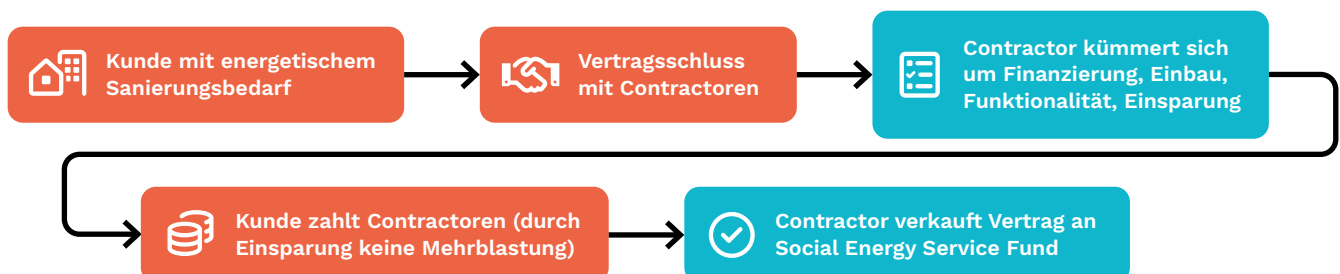 Kunde mit energetischem
Sanierungsbedarf
Vertragsschluss
mit Contractoren
Contractor kümmert sich
um Finanzierung, Einbau,
Funktionalität, Einsparung
Kunde zahlt Contractoren (durch
Einsparung keine Mehrblastung)
Contractor verkauft Vertrag an
Social Energy Service Fund